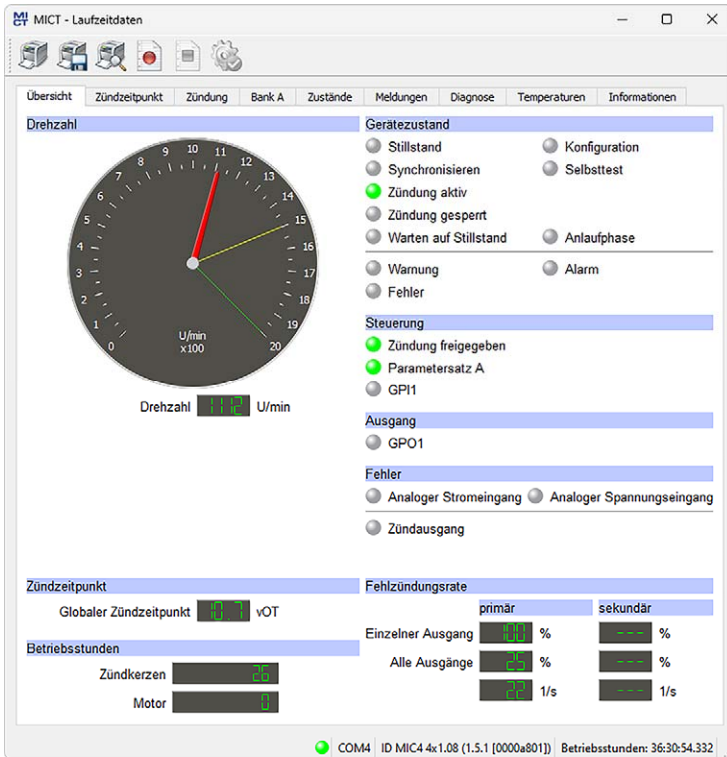 MICT - Laufzeitdaten
Übersicht Zündzeitpunkt Zündung Bank A Zustände Meldungen Diagnose Temperaturen Informationen
Drehzahl
0 1 2 3 4 5 6 7 8 9 10 11 12 13 14 15 16 17 18 19 20
U/min
x100
Drehzahl 1112 U/min
Gerätezustand
Stillstand Konfiguration
Synchronisieren Selbsttest
Zündung aktiv
Zündung gesperrt
Warten auf Stillstand Anlaufphase
Warnung Alarm
Fehler
Steuerung
Zündung freigegeben
Parametersatz A
GPI1
Ausgang
GPO1
Fehler
Analoger Stromeingang Analoger Spannungseingang
Zündausgang
Zündzeitpunkt
Globaler Zündzeitpunkt 10.7 vOT
Betriebsstunden
Zündkerzen 26
Motor 0
Fehlzündungsrate
primär sekundär
Einzelner Ausgang 100 % --- %
Alle Ausgänge 25 % --- %
22 1/s --- 1/s
COM4 ID MIC4 4x1.08 (1.5.1 [0000a801]) Betriebsstunden: 36:30:54.332